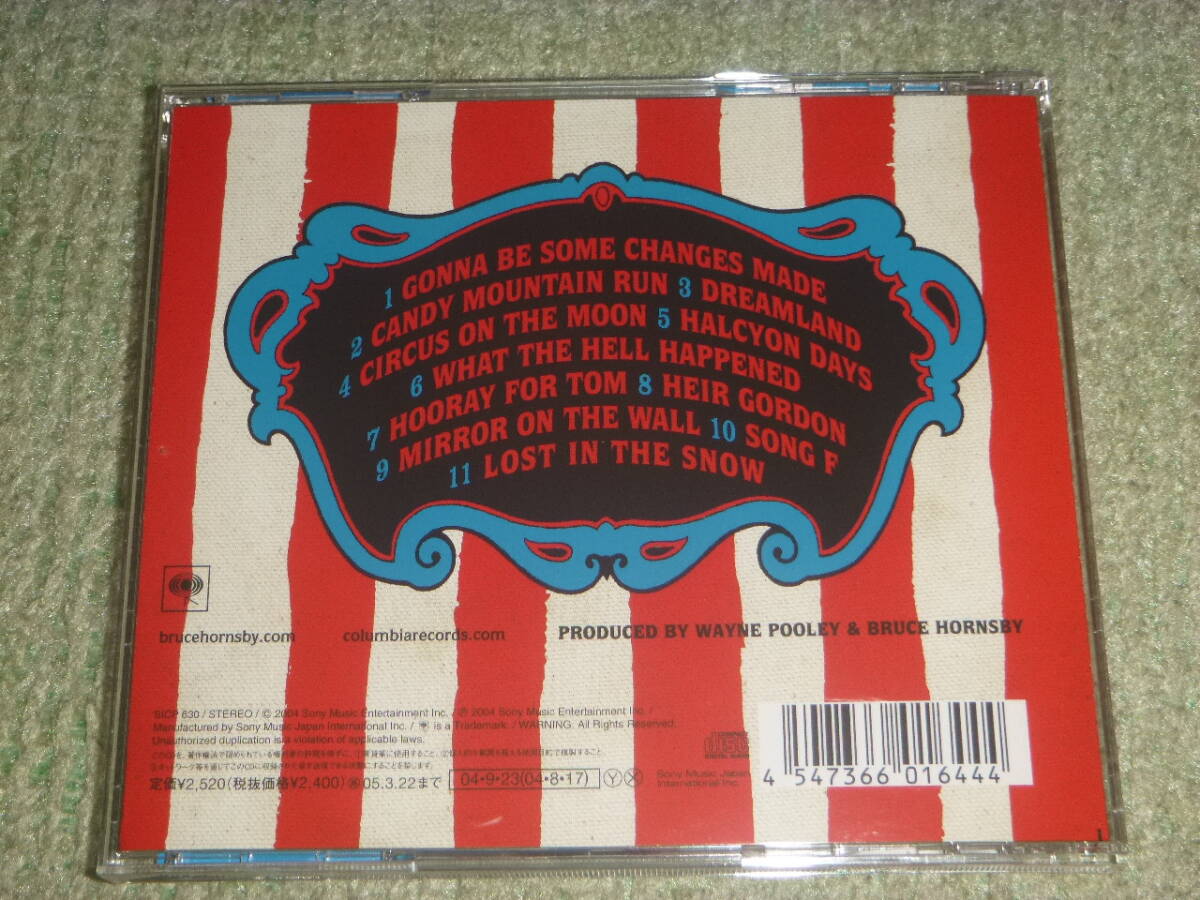 1 GONNA BE SOME CHANGES MADE
2 CANDY MOUNTAIN RUN 3 DREAMLAND
4 CIRCUS ON THE MOON 5 HALCYON DAYS
6 WHAT THE HELL HAPPENED
7 HOORAY FOR TOM 8 HEIR GORDON
9 MIRROR ON THE WALL 10 SONG F
11 LOST IN THE SNOW
brucehornsby.com
columbiarecords.com
PRODUCED BY WAYNE POOLEY & BRUCE HORNSBY
SICP 630 / STEREO / © 2004 Sony Music Entertainment Inc. / ℗ 2004 Sony Music Entertainment Inc. /
Manufactured by Sony Music Japan International Inc. / is a Trademark. / WARNING: All Rights Reserved.
Unauthorized duplication is a violation of applicable laws.
定価¥2,520(税抜価格¥2,400) 05.3.22まで 04・9・23(04・8・17) Y X
COMPACT disc DIGITAL AUDIO
Sony Music Japan
International Inc.
4 547366 016444